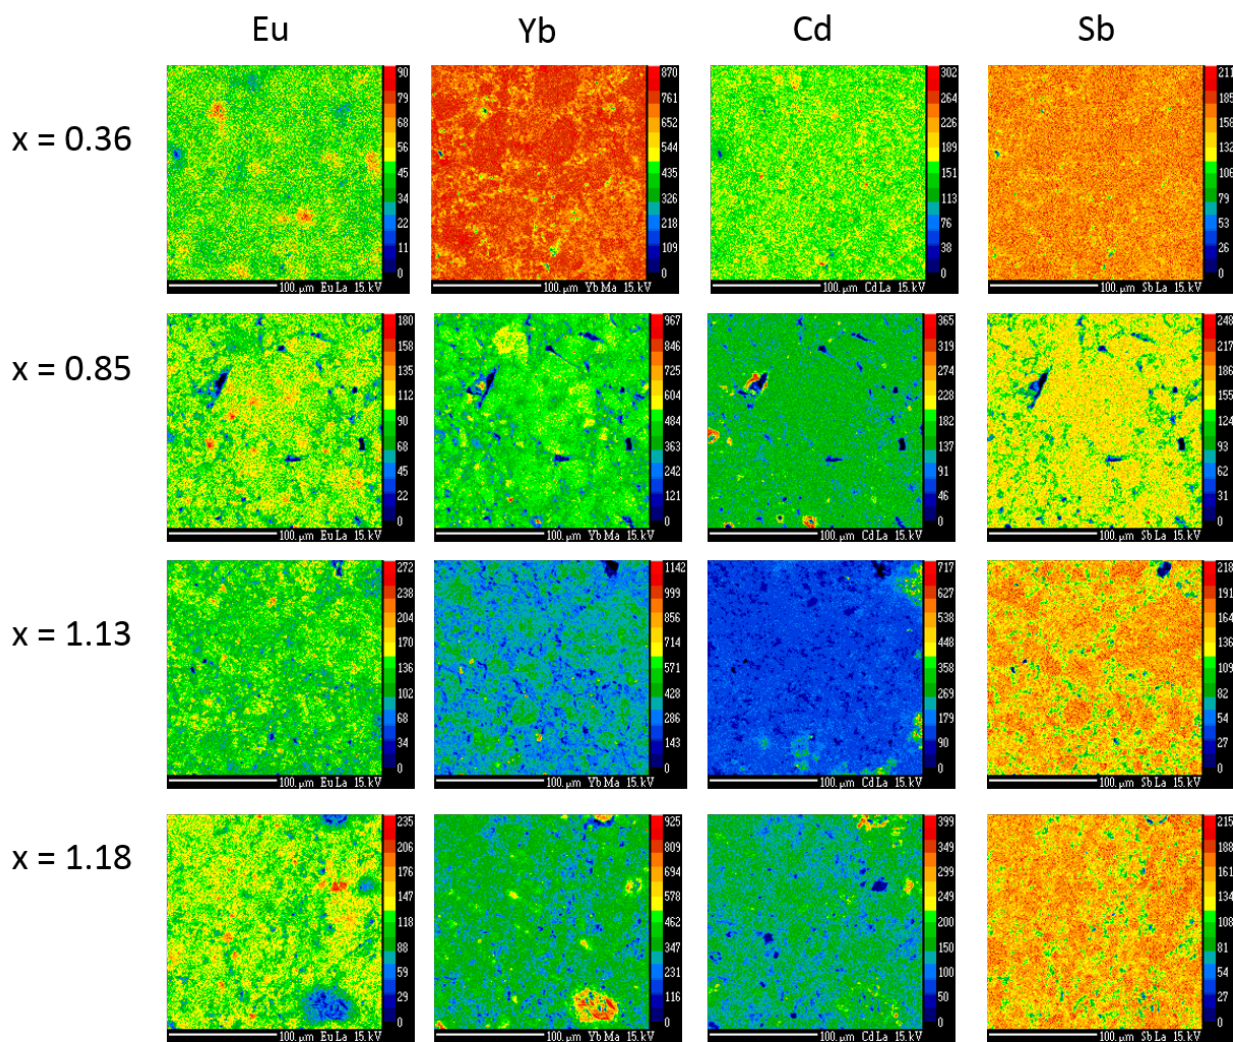 Eu Yb Cd Sb
x = 0.36
90 79 68 56 45 34 22 11 0
100. µm Eu La 15. kV
870 761 653 544 435 326 218 109 0
100. µm Yb Ma 15. kV
302 264 226 189 151 113 76 38 0
100. µm Cd La 15. kV
211 185 158 132 106 79 53 26 0
100. µm Sb La 15. kV
x = 0.85
180 158 135 112 90 68 45 22 0
100. µm Eu La 15. kV
967 846 725 604 484 363 242 121 0
100. µm Yb Ma 15. kV
365 319 274 228 182 137 91 46 0
100. µm Cd La 15. kV
248 217 186 155 124 93 62 31 0
100. µm Sb La 15. kV
x = 1.13
272 238 204 170 136 102 68 34 0
100. µm Eu La 15. kV
1142 999 856 714 571 428 286 143 0
100. µm Yb Ma 15. kV
717 627 538 448 358 269 179 90 0
100. µm Cd La 15. kV
218 191 164 136 109 82 54 27 0
100. µm Sb La 15. kV
x = 1.18
235 206 176 147 118 88 59 29 0
100. µm Eu La 15. kV
925 809 694 578 462 347 231 116 0
100. µm Yb Ma 15. kV
399 349 299 249 200 150 100 50 0
100. µm Cd La 15. kV
215 188 161 134 108 81 54 27 0
100. µm Sb La 15. kV